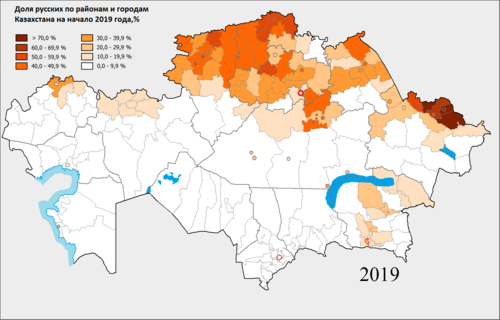 Доля русских по районам и городам
Казахстана на начало 2019 года,%
> 70,0 %
60,0 - 69,9 %
50,0 - 59,9 %
40,0 - 49,9 %
30,0 - 39,9 %
20,0 - 29,9 %
10,0 - 19,9 %
0,0 - 9,9 %
2019